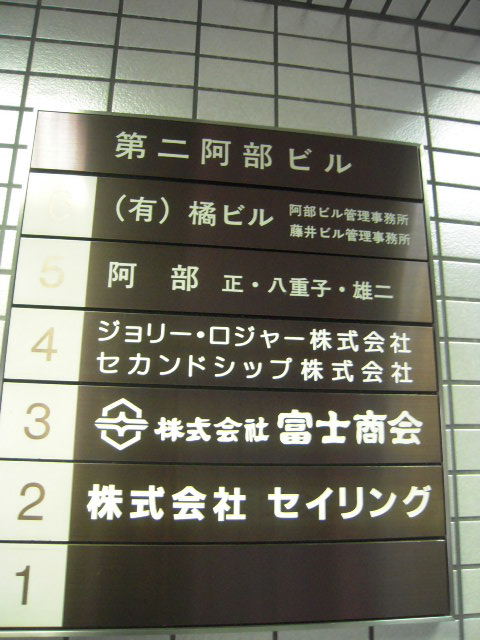 第二阿部ビル
6 (有)橘ビル 阿部ビル管理事務所
藤井ビル管理事務所
5 阿部 正・八重子・雄二
4 ジョリー・ロジャー株式会社
セカンドシップ株式会社
3 株式会社 富士商会
2 株式会社 セイリング
1